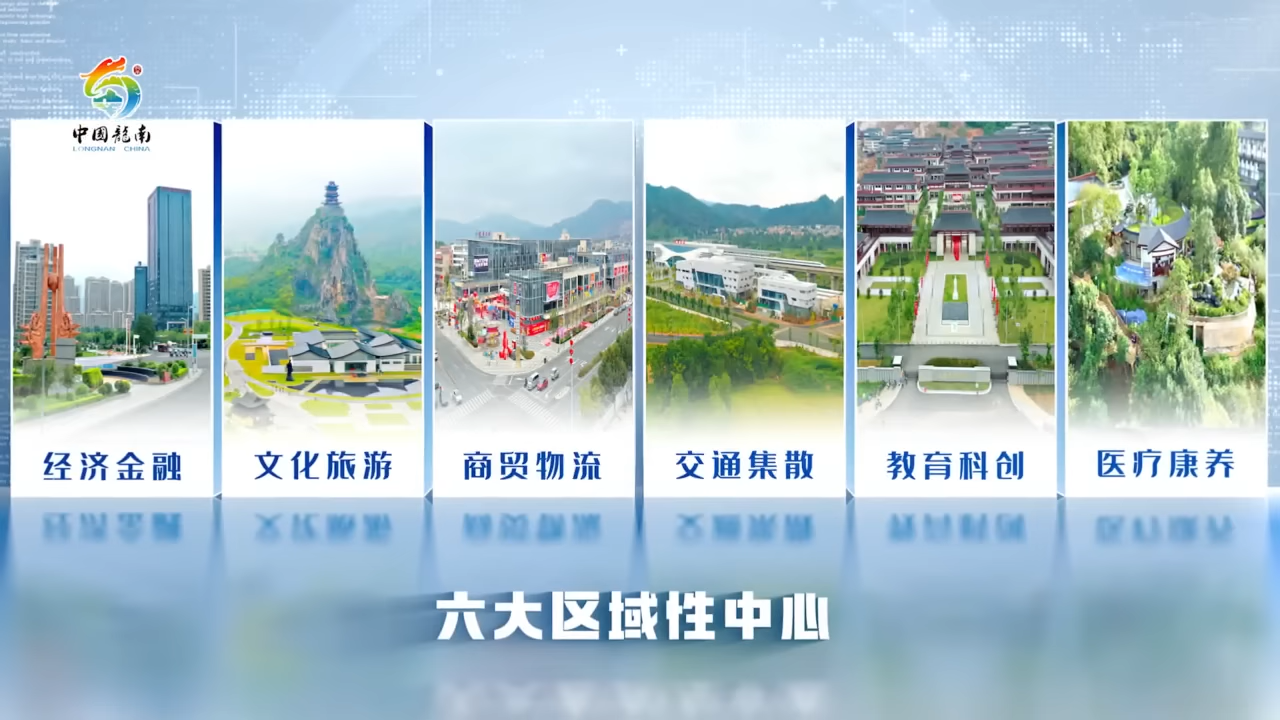 中国龍南
LONGNAN CHINA
经济金融
文化旅游
商贸物流
交通集散
教育科创
医疗康养
六大区域性中心